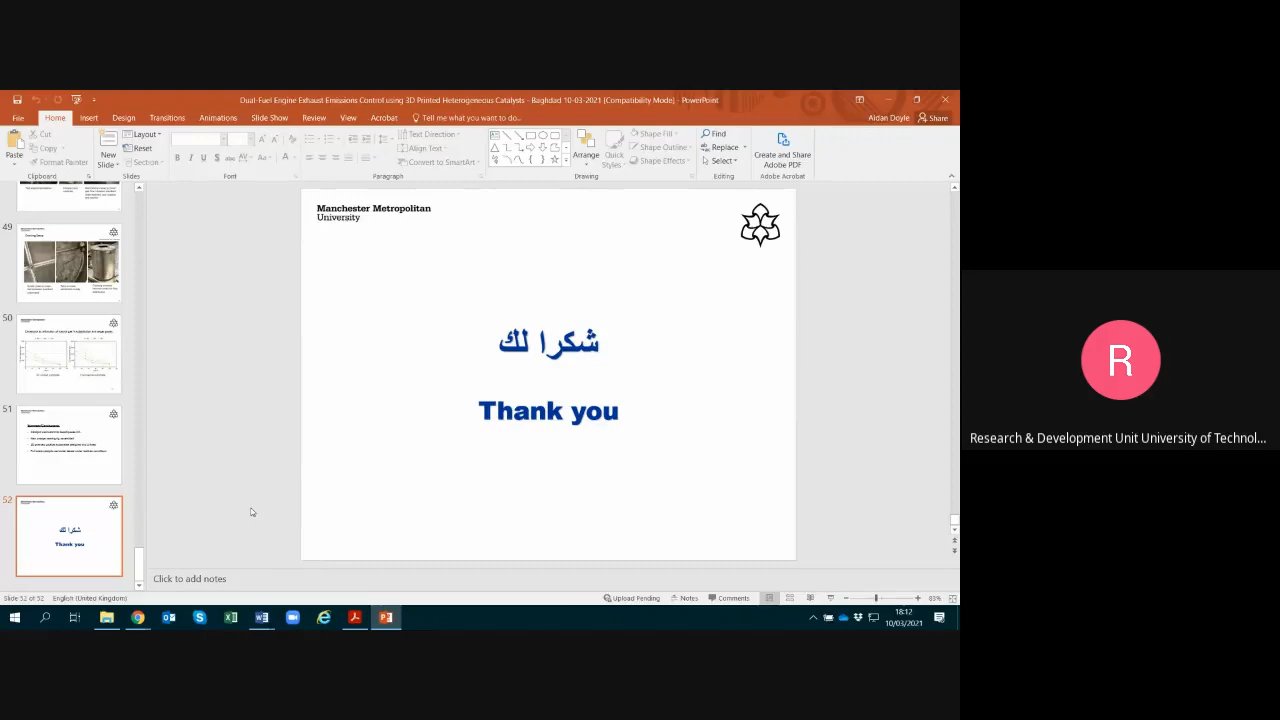 Dual-Fuel Engine Exhaust Emissions Control using 3D Printed Heterogeneous Catalysts - Baghdad 10-03-2021 [Compatibility Mode] - PowerPoint
File Home Insert Design Transitions Animations Slide Show Review View Acrobat Tell me what you want to do... Aidan Doyle Share
Paste
Cut
Copy
Format Painter
Clipboard
New Slide
Layout
Reset
Section
Slides
Font
Text Direction
Align Text
Convert to SmartArt
Paragraph
Arrange
Quick Styles
Shape Fill
Shape Outline
Shape Effects
Drawing
Find
Replace
Select
Editing
Create and Share Adobe PDF
Adobe Acrobat
49
50
51
52
شكرا لك
Thank you
Manchester Metropolitan
University
شكرا لك
Thank you
Click to add notes
Slide 52 of 52 English (United Kingdom) Upload Pending Notes Comments 83%
18:12
10/03/2021
R
Research & Development Unit University of Technol...